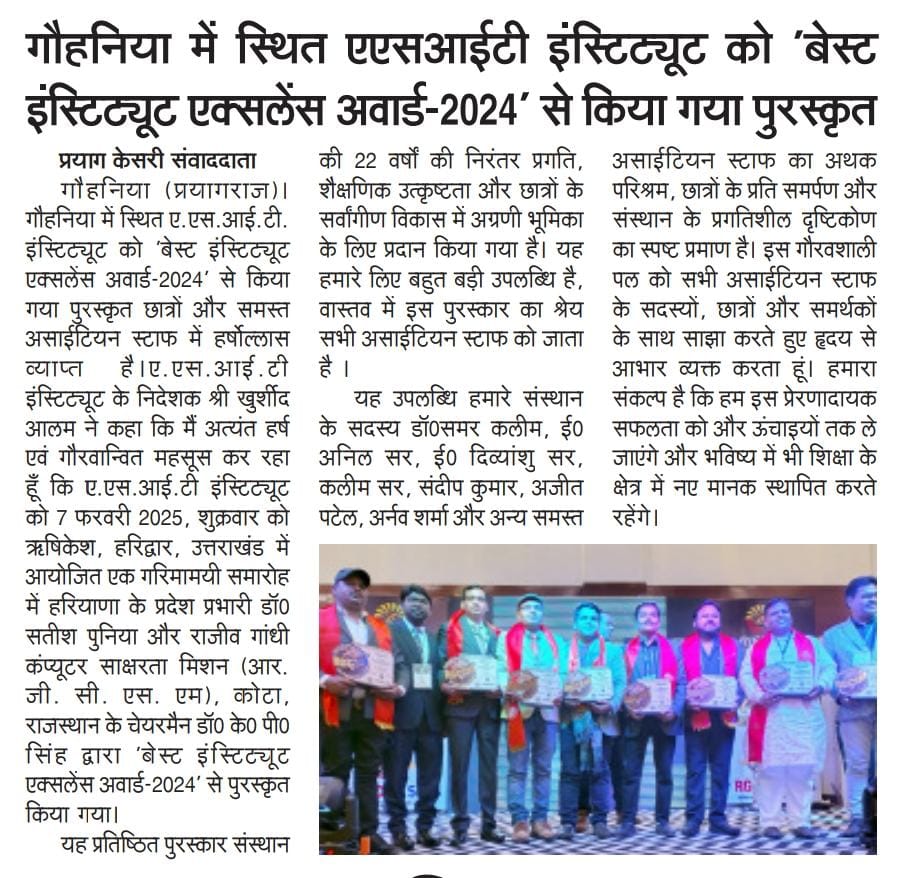 गौहनिया में स्थित एएसआईटी इंस्टिट्यूट को 'बेस्ट
इंस्टिट्यूट एक्सलेंस अवार्ड-2024' से किया गया पुरस्कृत
प्रयाग केसरी संवाददाता
गौहनिया (प्रयागराज)।
गौहनिया में स्थित ए.एस.आई.टी.
इंस्टिट्यूट को 'बेस्ट इंस्टिट्यूट
एक्सलेंस अवार्ड-2024' से किया
गया पुरस्कृत छात्रों और समस्त
असाईटियन स्टाफ में हर्षोल्लास
व्याप्त है।ए.एस.आई.टी
इंस्टिट्यूट के निदेशक श्री खुर्शीद
आलम ने कहा कि मैं अत्यंत हर्ष
एवं गौरवान्वित महसूस कर रहा
हूँ कि ए.एस.आई.टी इंस्टिट्यूट
को 7 फरवरी 2025, शुक्रवार को
ऋषिकेश, हरिद्वार, उत्तराखंड में
आयोजित एक गरिमामयी समारोह
में हरियाणा के प्रदेश प्रभारी डॉ0
सतीश पुनिया और राजीव गांधी
कंप्यूटर साक्षरता मिशन (आर.
जी. सी. एस. एम), कोटा,
राजस्थान के चेयरमैन डॉ0 के0 पी0
सिंह द्वारा 'बेस्ट इंस्टिट्यूट
एक्सलेंस अवार्ड-2024' से पुरस्कृत
किया गया।
यह प्रतिष्ठित पुरस्कार संस्थान
की 22 वर्षों की निरंतर प्रगति,
शैक्षणिक उत्कृष्टता और छात्रों के
सर्वांगीण विकास में अग्रणी भूमिका
के लिए प्रदान किया गया है। यह
हमारे लिए बहुत बड़ी उपलब्धि है,
वास्तव में इस पुरस्कार का श्रेय
सभी असाईटियन स्टाफ को जाता
है ।
यह उपलब्धि हमारे संस्थान
के सदस्य डॉ0समर कलीम, ई0
अनिल सर, ई0 दिव्यांशु सर,
कलीम सर, संदीप कुमार, अजीत
पटेल, अर्नव शर्मा और अन्य समस्त
असाईटियन स्टाफ का अथक
परिश्रम, छात्रों के प्रति समर्पण और
संस्थान के प्रगतिशील दृष्टिकोण
का स्पष्ट प्रमाण है। इस गौरवशाली
पल को सभी असाईटियन स्टाफ
के सदस्यों, छात्रों और समर्थकों
के साथ साझा करते हुए हृदय से
आभार व्यक्त करता हूं। हमारा
संकल्प है कि हम इस प्रेरणादायक
सफलता को और ऊंचाइयों तक ले
जाएंगे और भविष्य में भी शिक्षा के
क्षेत्र में नए मानक स्थापित करते
रहेंगे।